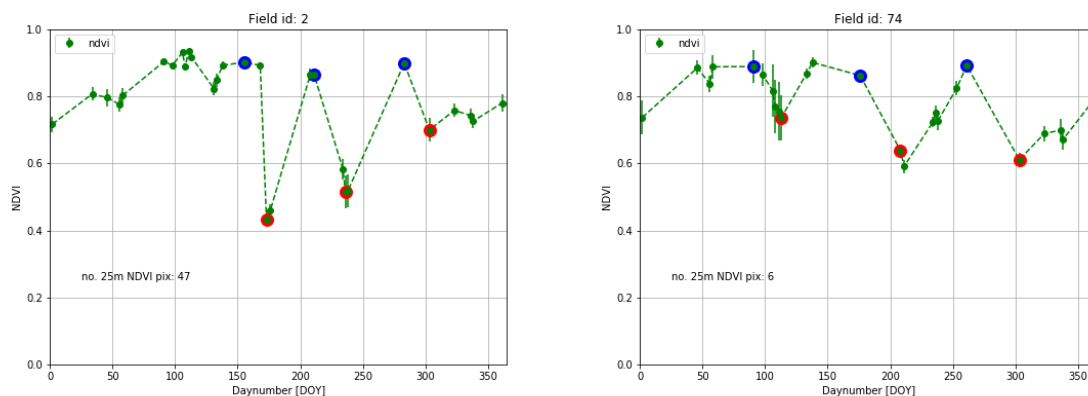 Field id: 2
ndvi
NDVI
1.0
0.8
0.6
0.4
0.2
0.0
no. 25m NDVI pix: 47
0 50 100 150 200 250 300 350
Daynumber [DOY]
Field id: 74
ndvi
NDVI
1.0
0.8
0.6
0.4
0.2
0.0
no. 25m NDVI pix: 6
0 50 100 150 200 250 300 350
Daynumber [DOY]